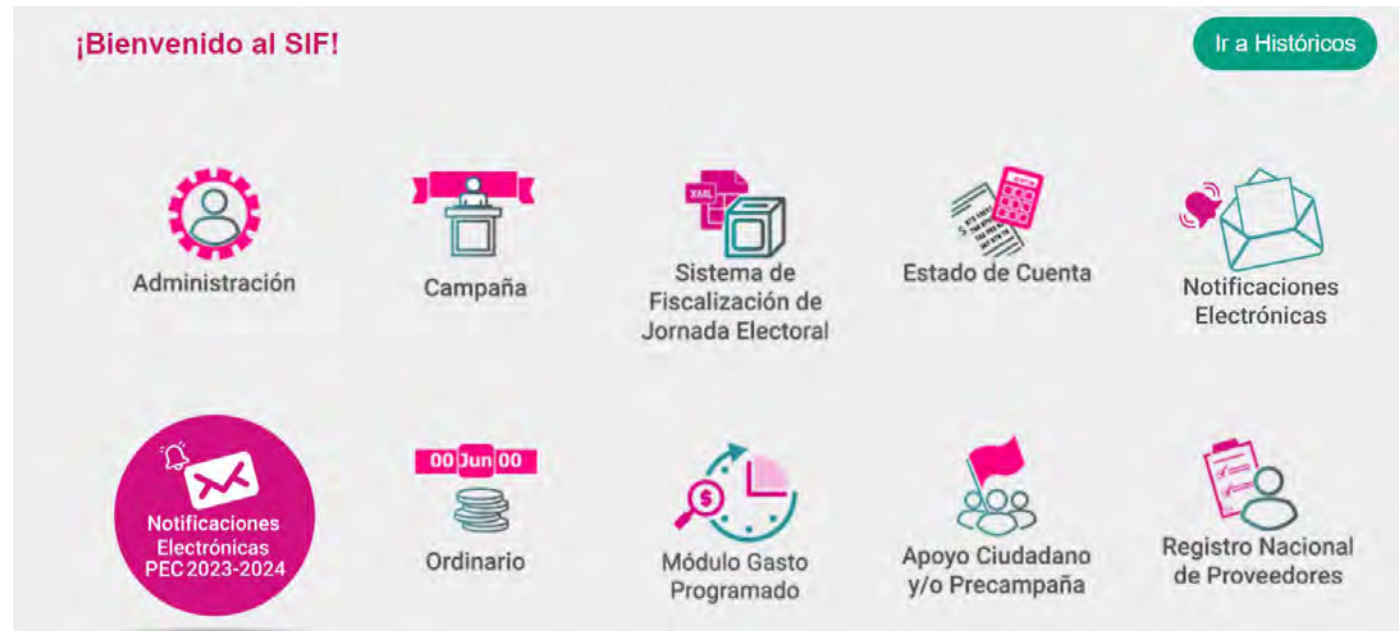 ¡Bienvenido al SIF!
Ir a Históricos
Administración
Campaña
XML
Sistema de
Fiscalización de
Jornada Electoral
$
Estado de Cuenta
Notificaciones
Electrónicas
Notificaciones
Electrónicas
PEC 2023-2024
00 Jun 00
Ordinario
$
Módulo Gasto
Programado
Apoyo Ciudadano
y/o Precampaña
Registro Nacional
de Proveedores